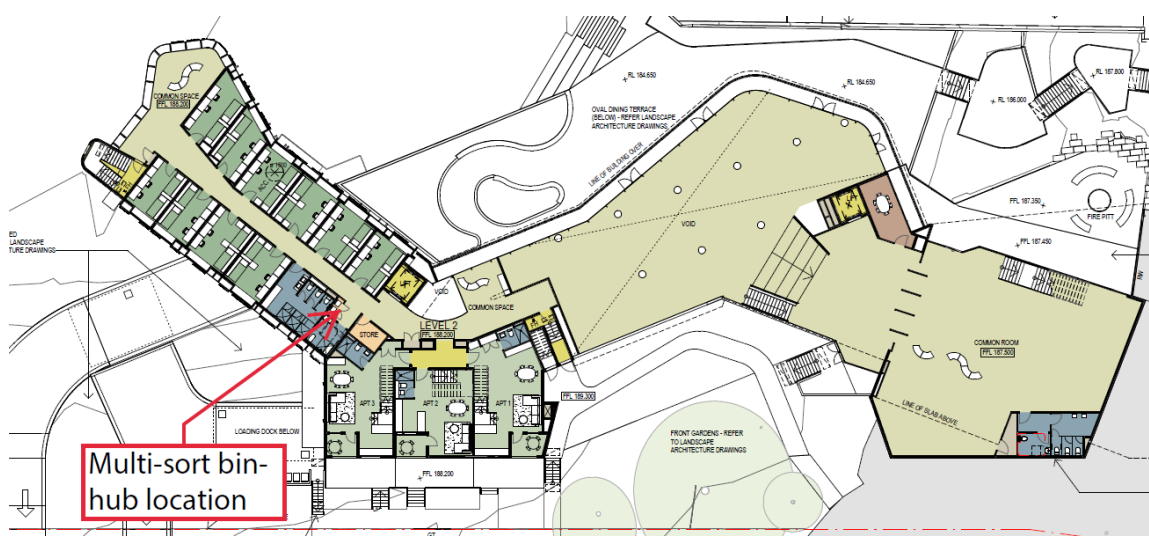 COMMON SPACE
FFL 188.200
RL 184.650
RL 184.650
RL 187.800
RL 186.000
OVAL DINING TERRACE
(BELOW) - REFER LANDSCAPE
ARCHITECTURE DRAWINGS
LINE OF BUILDING OVER
ACC
FFL 187.350
FIRE PITT
FFL 187.450
ED
LANDSCAPE
TURE DRAWINGS
VOID
LIFT
VOID
COMMON SPACE
LEVEL 2
FFL 188.200
STORE
COMMON ROOM
FFL 187.500
APT 3
APT 2
APT 1
FFL 189.300
LINE OF SLAB ABOVE
LOADING DOCK BELOW
FRONT GARDENS - REFER
TO LANDSCAPE
ARCHITECTURE DRAWINGS
Multi-sort bin-
hub location
FFL 188.200
GT